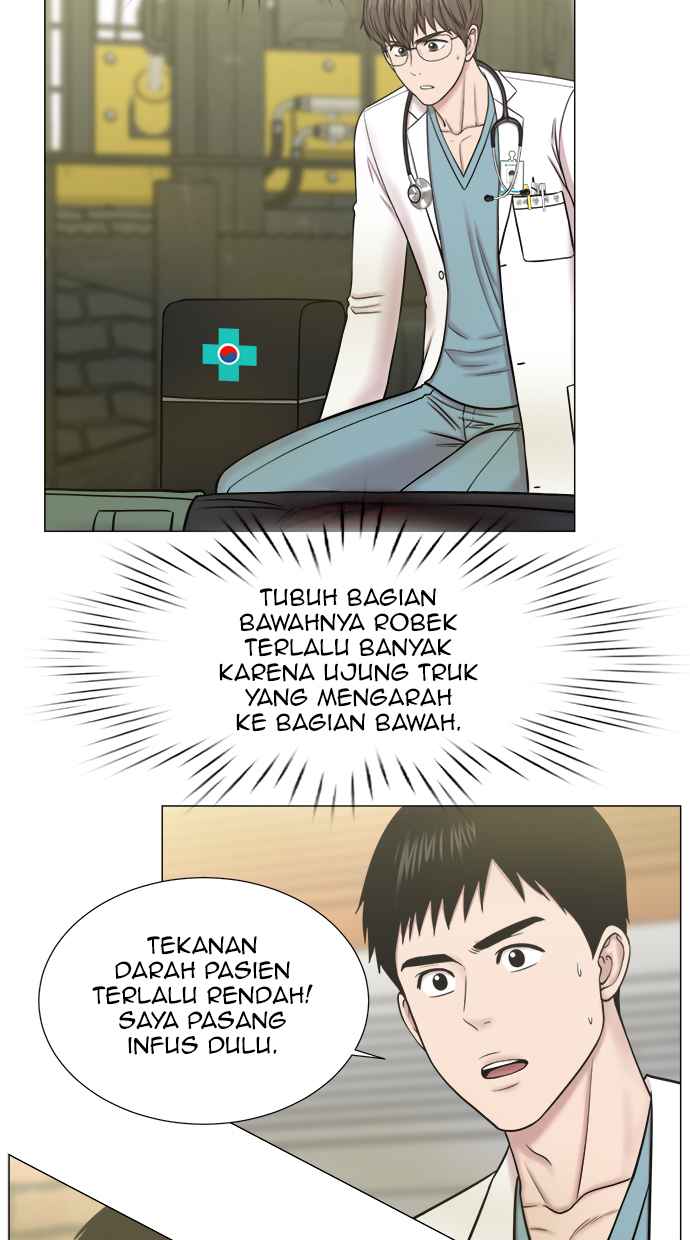 TUBUH BAGIAN
BAWAHNYA ROBEK
TERLALU BANYAK
KARENA UJUNG TRUK
YANG MENGARAH
KE BAGIAN BAWAH.
TEKANAN
DARAH PASIEN
TERLALU RENDAH!
SAYA PASANG
INFUS DULU.